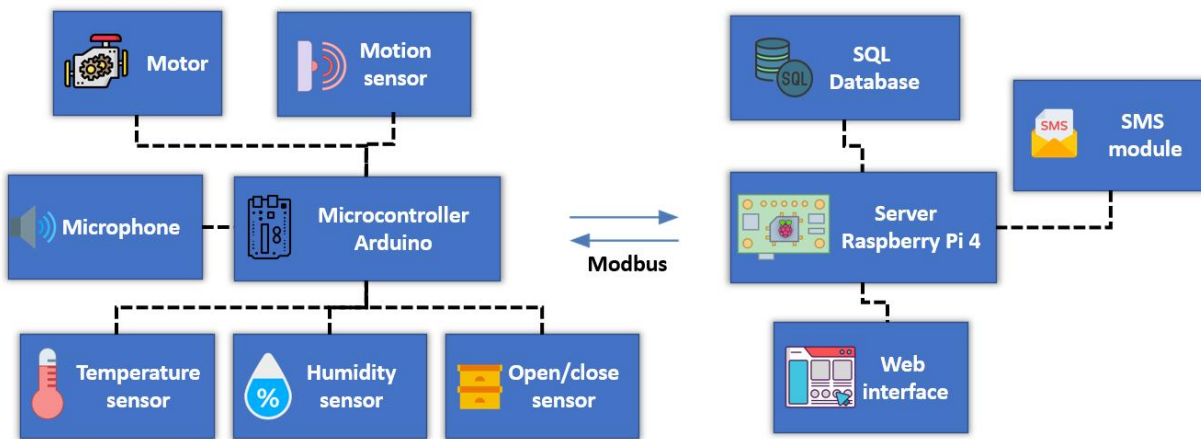 Motor
Motion
sensor
SQL
Database
SQL
SMS
SMS
module
Microphone
Microcontroller
Arduino
Modbus
Server
Raspberry Pi 4
Temperature
sensor
%
Humidity
sensor
Open/close
sensor
Web
interface